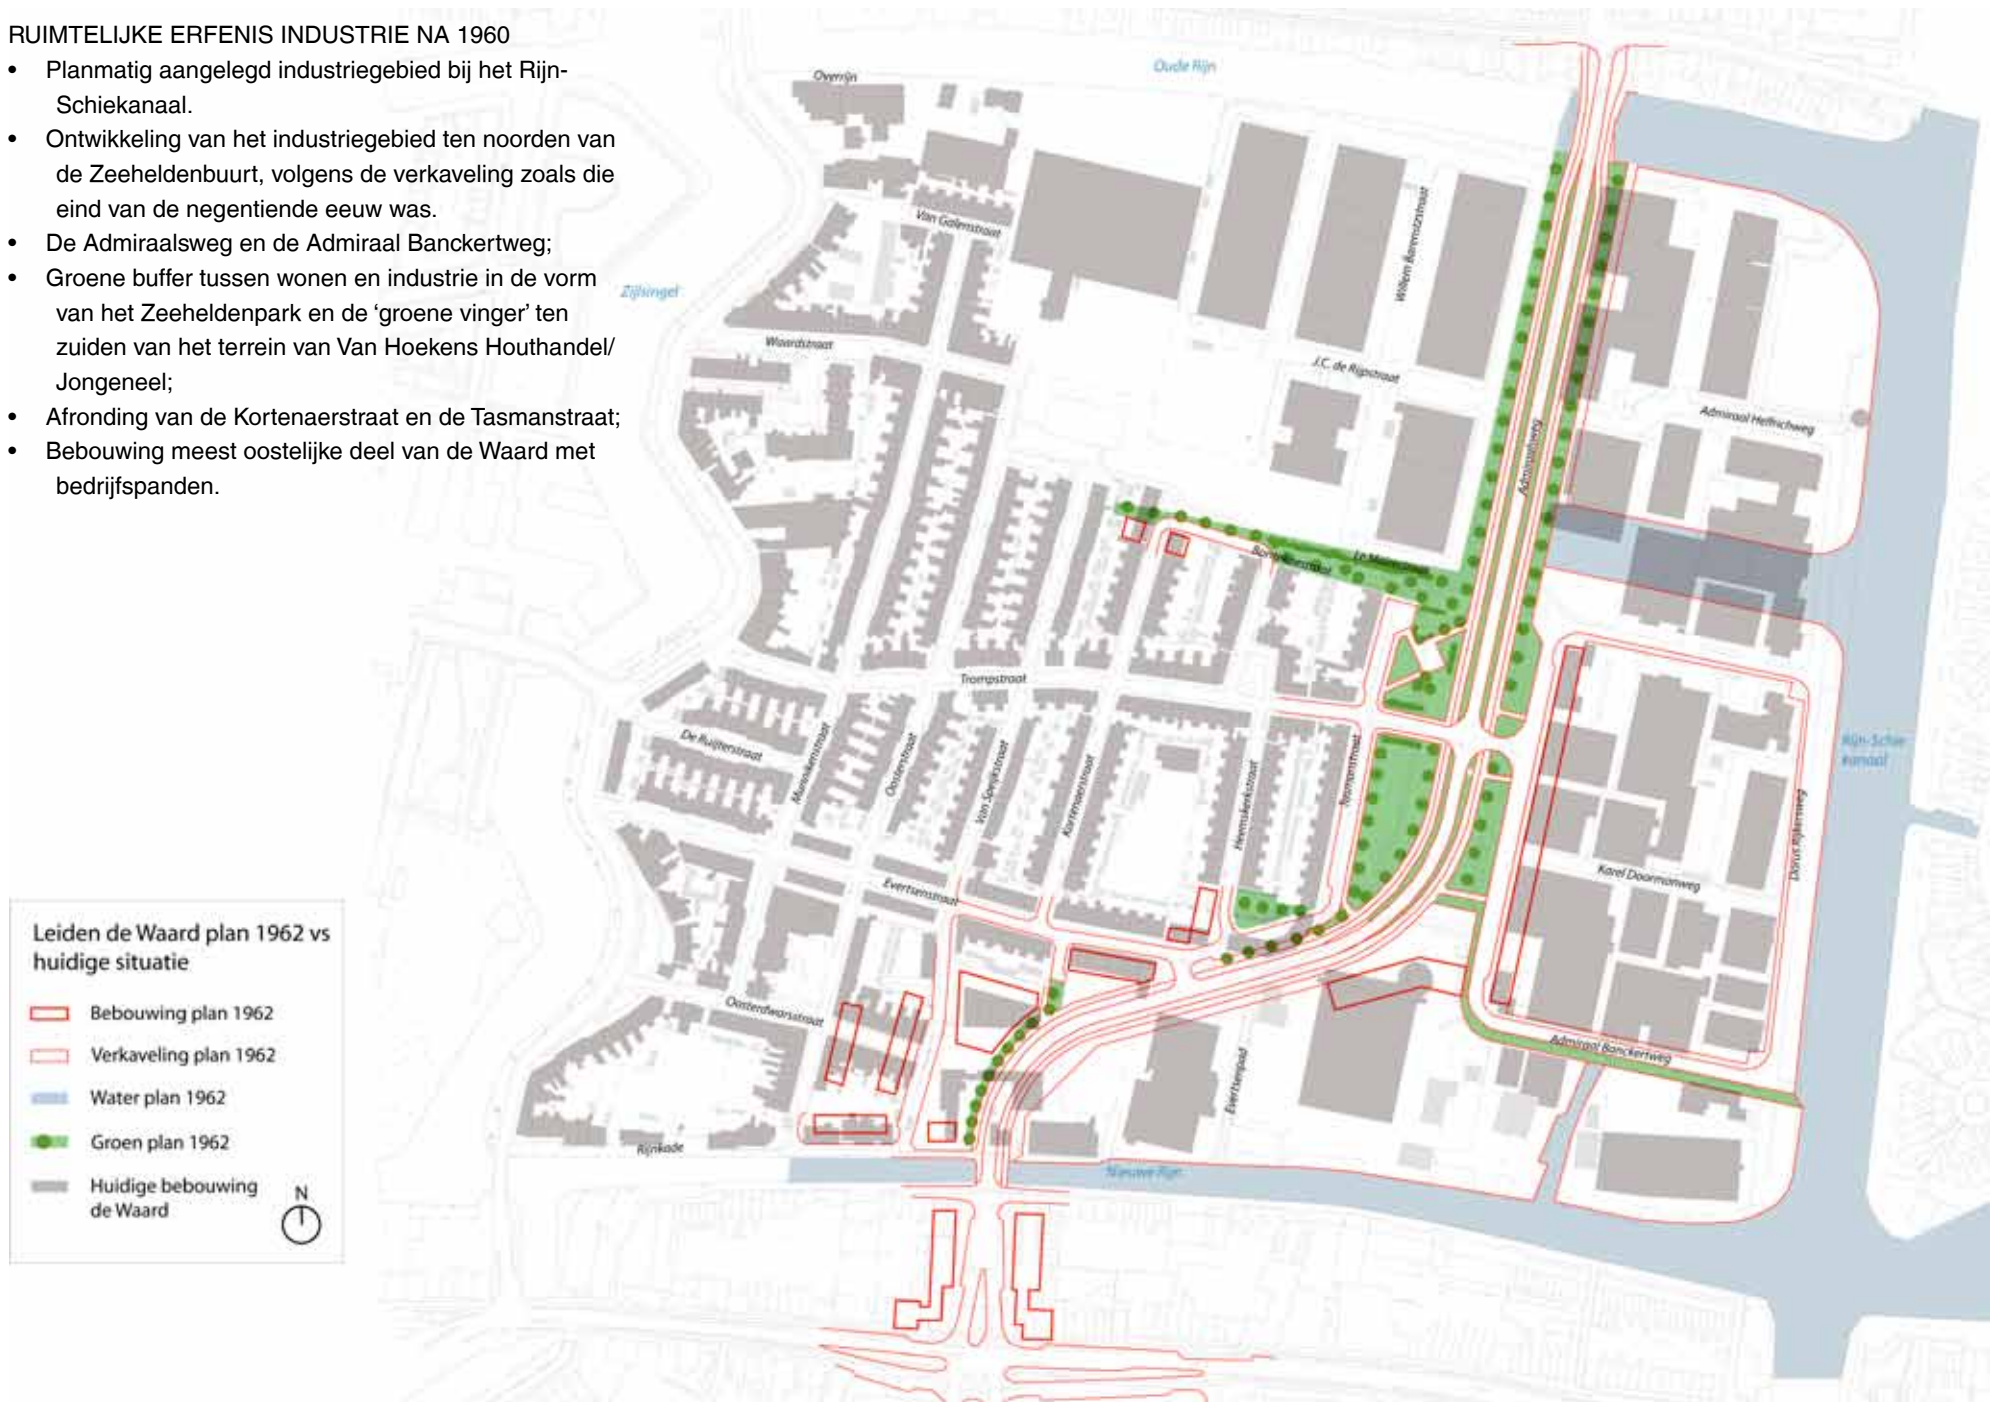 RUIMTELIJKE ERFENIS INDUSTRIE NA 1960
• Planmatig aangelegd industriegebied bij het Rijn-
Schiekanaal.
• Ontwikkeling van het industriegebied ten noorden van
de Zeeheldenbuurt, volgens de verkaveling zoals die
eind van de negentiende eeuw was.
• De Admiraalsweg en de Admiraal Banckertweg;
• Groene buffer tussen wonen en industrie in de vorm
van het Zeeheldenpark en de ‘groene vinger’ ten
zuiden van het terrein van Van Hoekens Houthandel/
Jongeneel;
• Afronding van de Kortenaerstraat en de Tasmanstraat;
• Bebouwing meest oostelijke deel van de Waard met
bedrijfspanden.
Oude Rijn
Overrijn
Van Galenstraat
Willem Barentszstraat
Zijlsingel
Waardstraat
J.C. de Rijpstraat
Admiraal Helfrichweg
Admiraalsweg
Le Mairestraat
Bontekoestraat
Trompstraat
De Ruijterstraat
Munnikenstraat
Oosterstraat
Van Speijkstraat
Kortenaerstraat
Heemskerkstraat
Tasmanstraat
Rijn-Schie
kanaal
Dorus Rijkersweg
Karel Doormanweg
Evertsenstraat
Oosterdwarsstraat
Admiraal Banckertweg
Evertsenpad
Rijnkade
Nieuwe Rijn
Leiden de Waard plan 1962 vs
huidige situatie
Bebouwing plan 1962
Verkaveling plan 1962
Water plan 1962
Groen plan 1962
Huidige bebouwing
de Waard
N